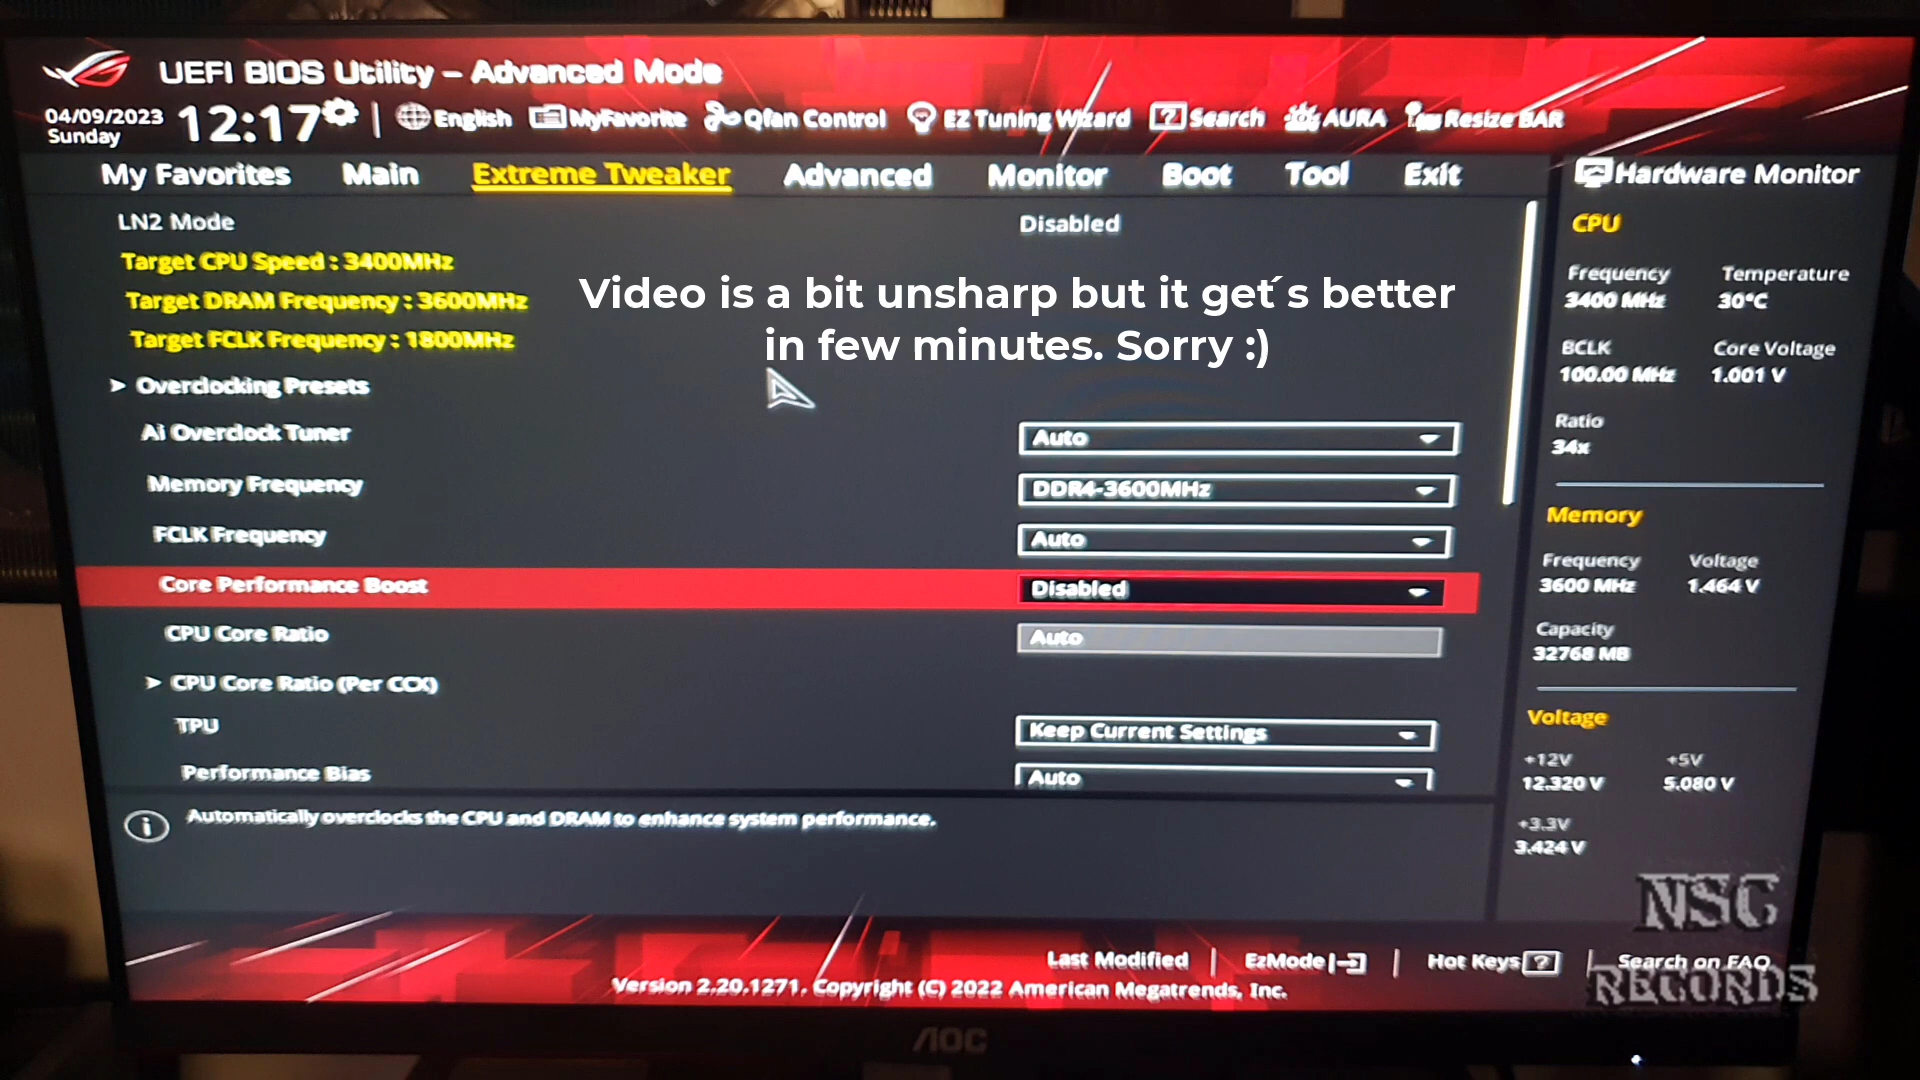 UEFI BIOS Utility – Advanced Mode
04/09/2023
Sunday
12:17
English
MyFavorite
Qfan Control
EZ Tuning Wizard
Search
AURA
Resize BAR
My Favorites
Main
Extreme Tweaker
Advanced
Monitor
Boot
Tool
Exit
LN2 Mode
Disabled
Target CPU Speed : 3400MHz
Target DRAM Frequency : 3600MHz
Target FCLK Frequency : 1800MHz
Video is a bit unsharp but it get´s better
in few minutes. Sorry :)
Overclocking Presets
Ai Overclock Tuner
Auto
Memory Frequency
DDR4-3600MHz
FCLK Frequency
Auto
Core Performance Boost
Disabled
CPU Core Ratio
Auto
CPU Core Ratio (Per CCX)
TPU
Keep Current Settings
Performance Bias
Auto
Automatically overclocks the CPU and DRAM to enhance system performance.
Hardware Monitor
CPU
Frequency Temperature
3400 MHz 30°C
BCLK Core Voltage
100.00 MHz 1.001 V
Ratio
34x
Memory
Frequency Voltage
3600 MHz 1.464 V
Capacity
32768 MB
Voltage
+12V +5V
12.320 V 5.080 V
+3.3V
3.424 V
Last Modified
EzMode
Hot Keys ?
Search on FAQ
Version 2.20.1271. Copyright (C) 2022 American Megatrends, Inc.
NSC
RECORDS
AOC